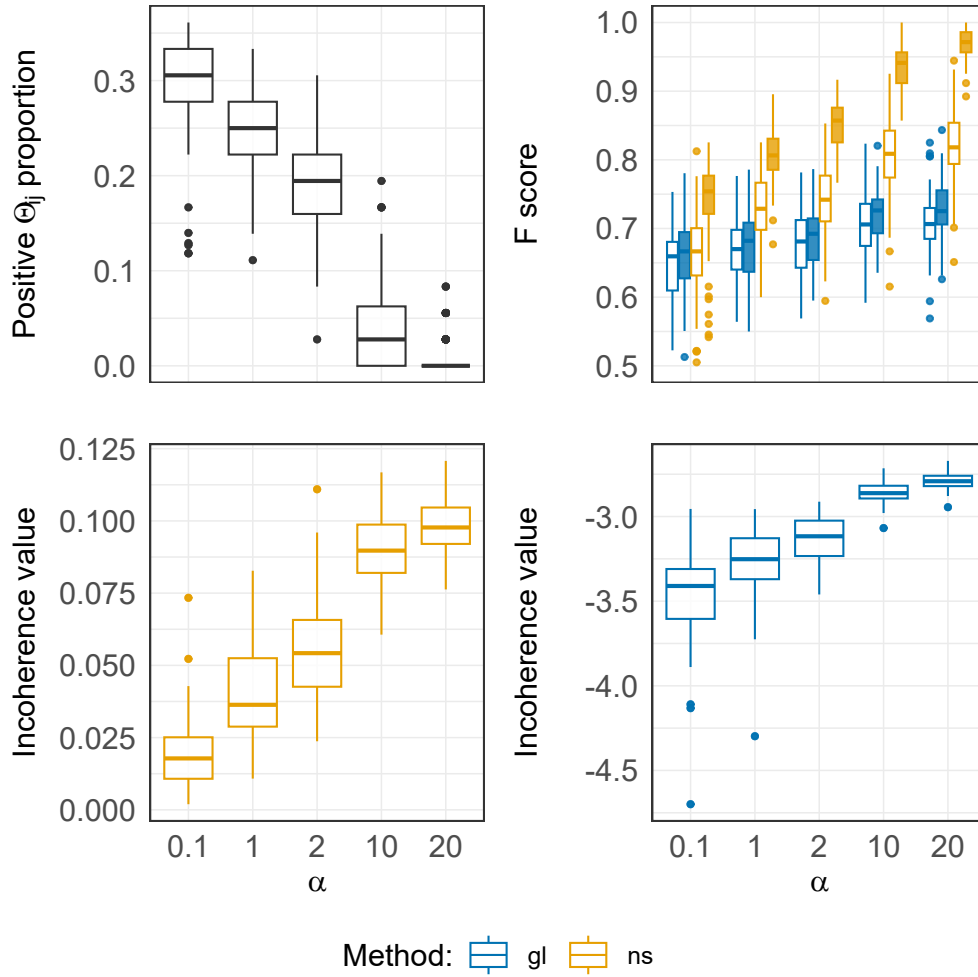 Positive Θij proportion
0.3
0.2
0.1
0.0
F score
1.0
0.9
0.8
0.7
0.6
0.5
Incoherence value
0.125
0.100
0.075
0.050
0.025
0.000
0.1 1 2 10 20
α
Incoherence value
-3.0
-3.5
-4.0
-4.5
0.1 1 2 10 20
α
Method: gl ns